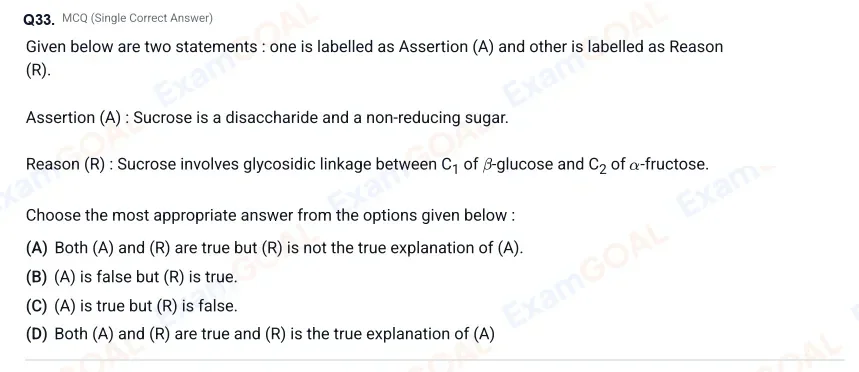 Q33. MCQ (Single Correct Answer)
Given below are two statements : one is labelled as Assertion (A) and other is labelled as Reason
(R).
Assertion (A) : Sucrose is a disaccharide and a non-reducing sugar.
Reason (R) : Sucrose involves glycosidic linkage between C₁ of β-glucose and C₂ of α-fructose.
Choose the most appropriate answer from the options given below :
(A) Both (A) and (R) are true but (R) is not the true explanation of (A).
(B) (A) is false but (R) is true.
(C) (A) is true but (R) is false.
(D) Both (A) and (R) are true and (R) is the true explanation of (A)